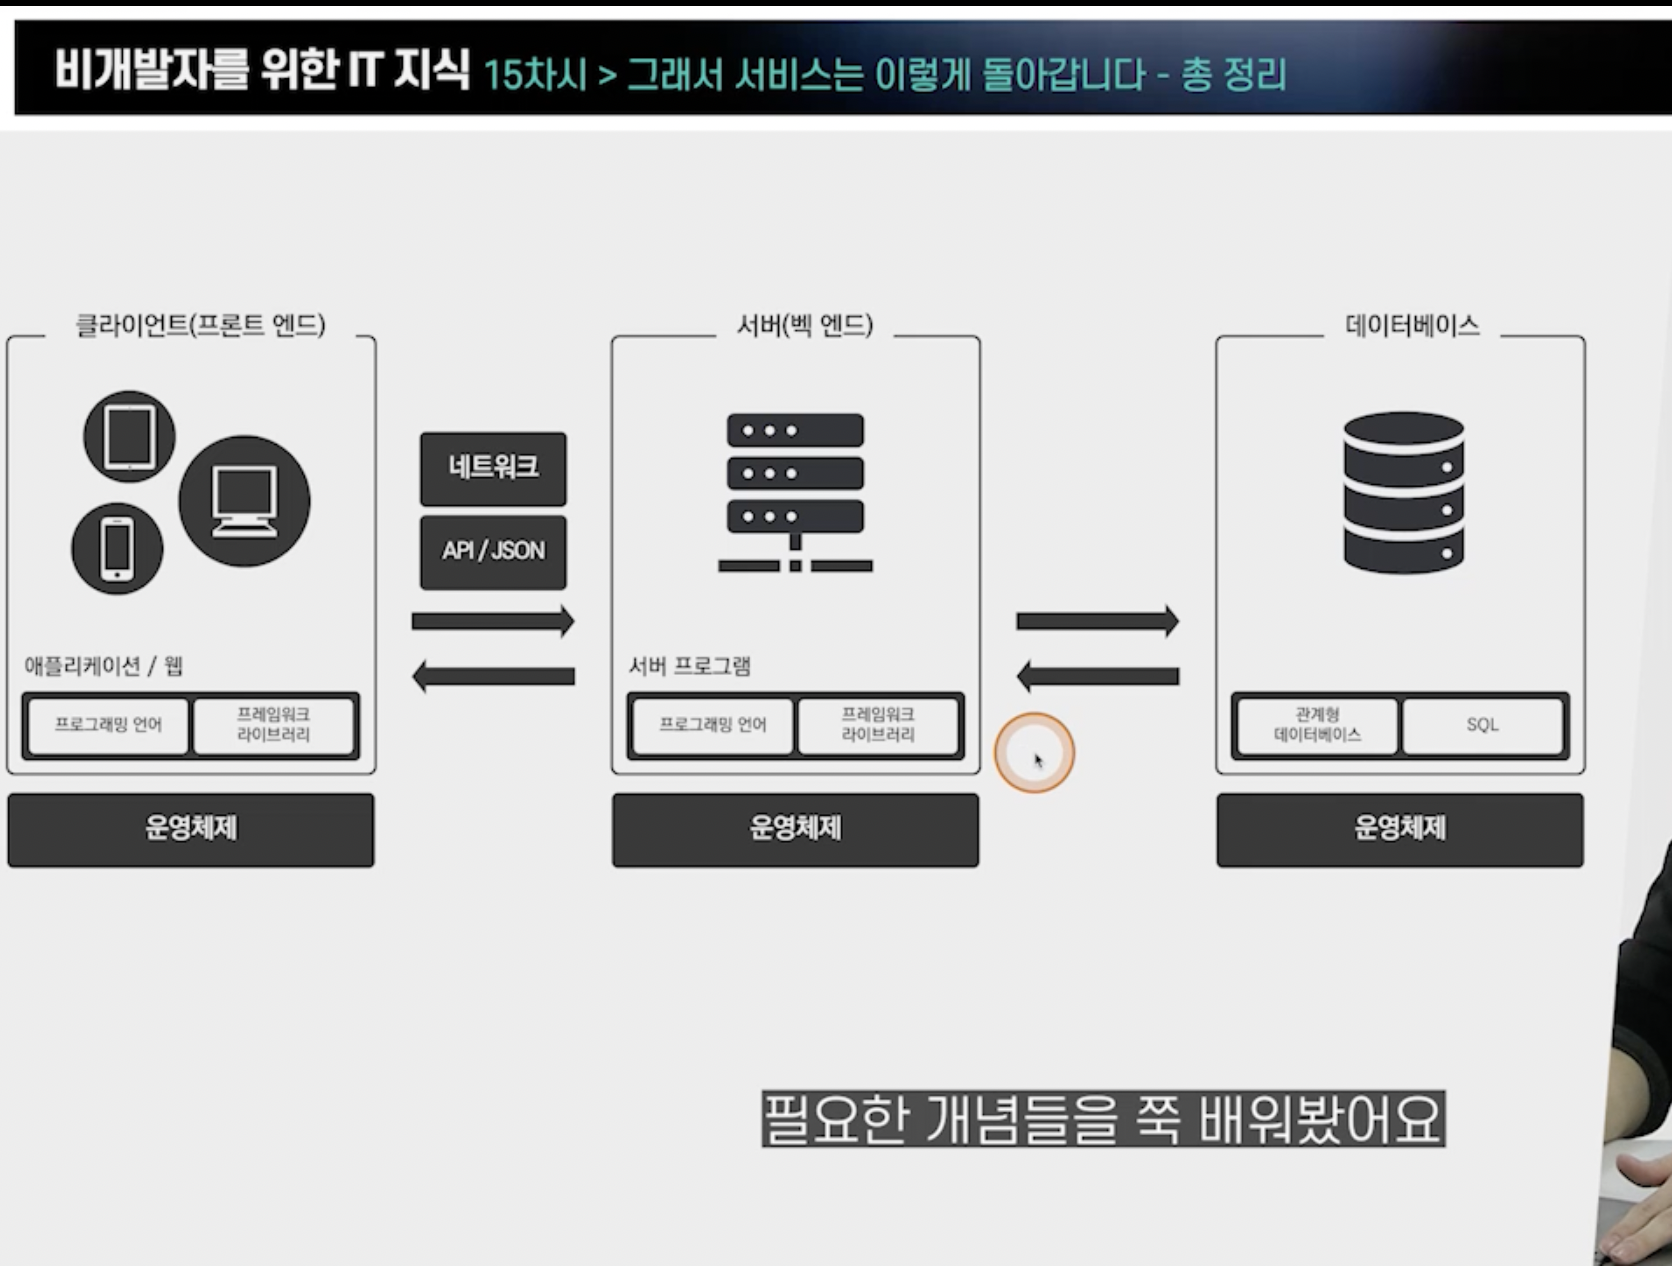 비개발자를 위한 IT 지식 15차시 > 그래서 서비스는 이렇게 돌아갑니다 - 총 정리
클라이언트(프론트 엔드)
네트워크
API / JSON
애플리케이션 / 웹
프로그래밍 언어
프레임워크
라이브러리
운영체제
서버(벡 엔드)
서버 프로그램
프로그래밍 언어
프레임워크
라이브러리
운영체제
데이터베이스
관계형
데이터베이스
SQL
운영체제
필요한 개념들을 쭉 배워봤어요